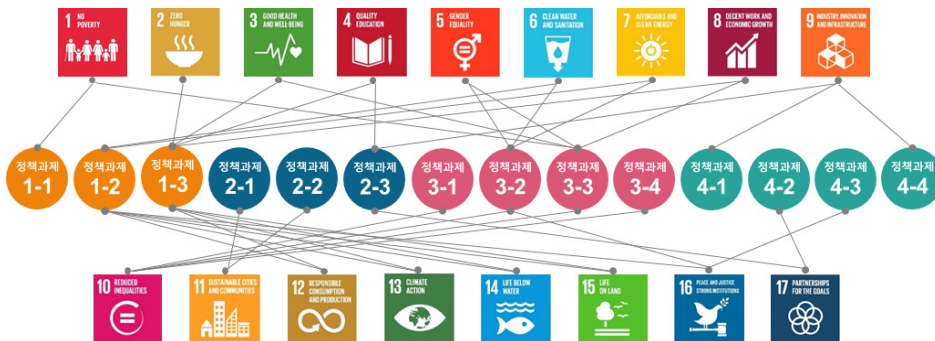 1 NO
POVERTY
2 ZERO
HUNGER
3 GOOD HEALTH
AND WELL-BEING
4 QUALITY
EDUCATION
5 GENDER
EQUALITY
6 CLEAN WATER
AND SANITATION
7 AFFORDABLE AND
CLEAN ENERGY
8 DECENT WORK AND
ECONOMIC GROWTH
9 INDUSTRY, INNOVATION
AND INFRASTRUCTURE
정책과제
1-1
정책과제
1-2
정책과제
1-3
정책과제
2-1
정책과제
2-2
정책과제
2-3
정책과제
3-1
정책과제
3-2
정책과제
3-3
정책과제
3-4
정책과제
4-1
정책과제
4-2
정책과제
4-3
정책과제
4-4
10 REDUCED
INEQUALITIES
11 SUSTAINABLE CITIES
AND COMMUNITIES
12 RESPONSIBLE
CONSUMPTION
AND PRODUCTION
13 CLIMATE
ACTION
14 LIFE BELOW
WATER
15 LIFE
ON LAND
16 PEACE AND JUSTICE
STRONG INSTITUTIONS
17 PARTNERSHIPS
FOR THE GOALS